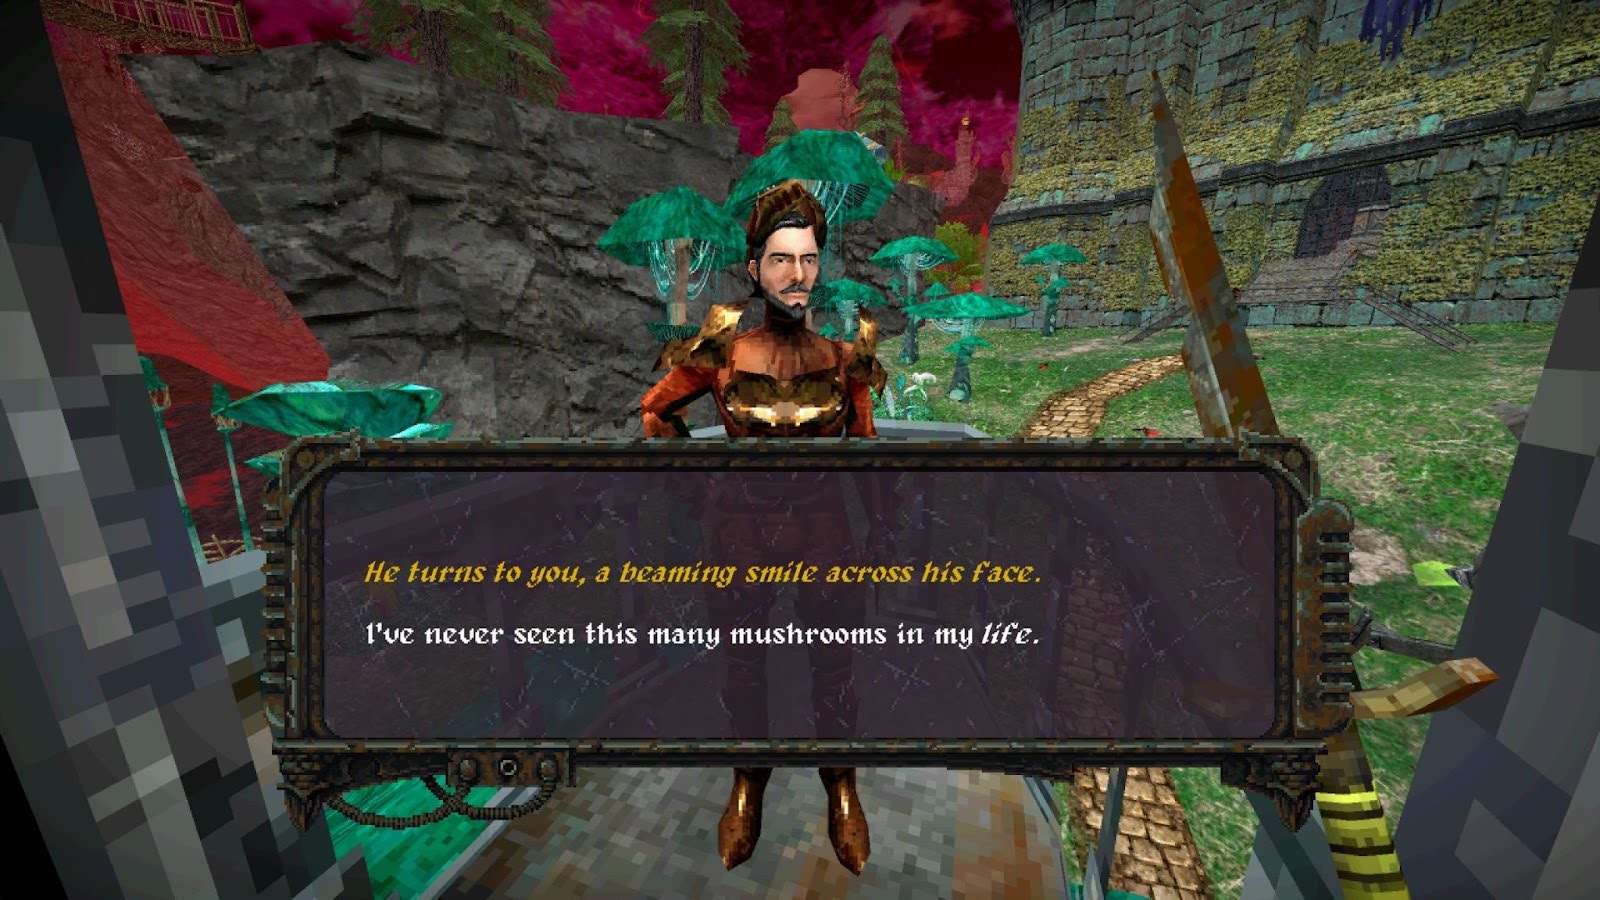 He turns to you, a beaming smile across his face.
I've never seen this many mushrooms in my life.